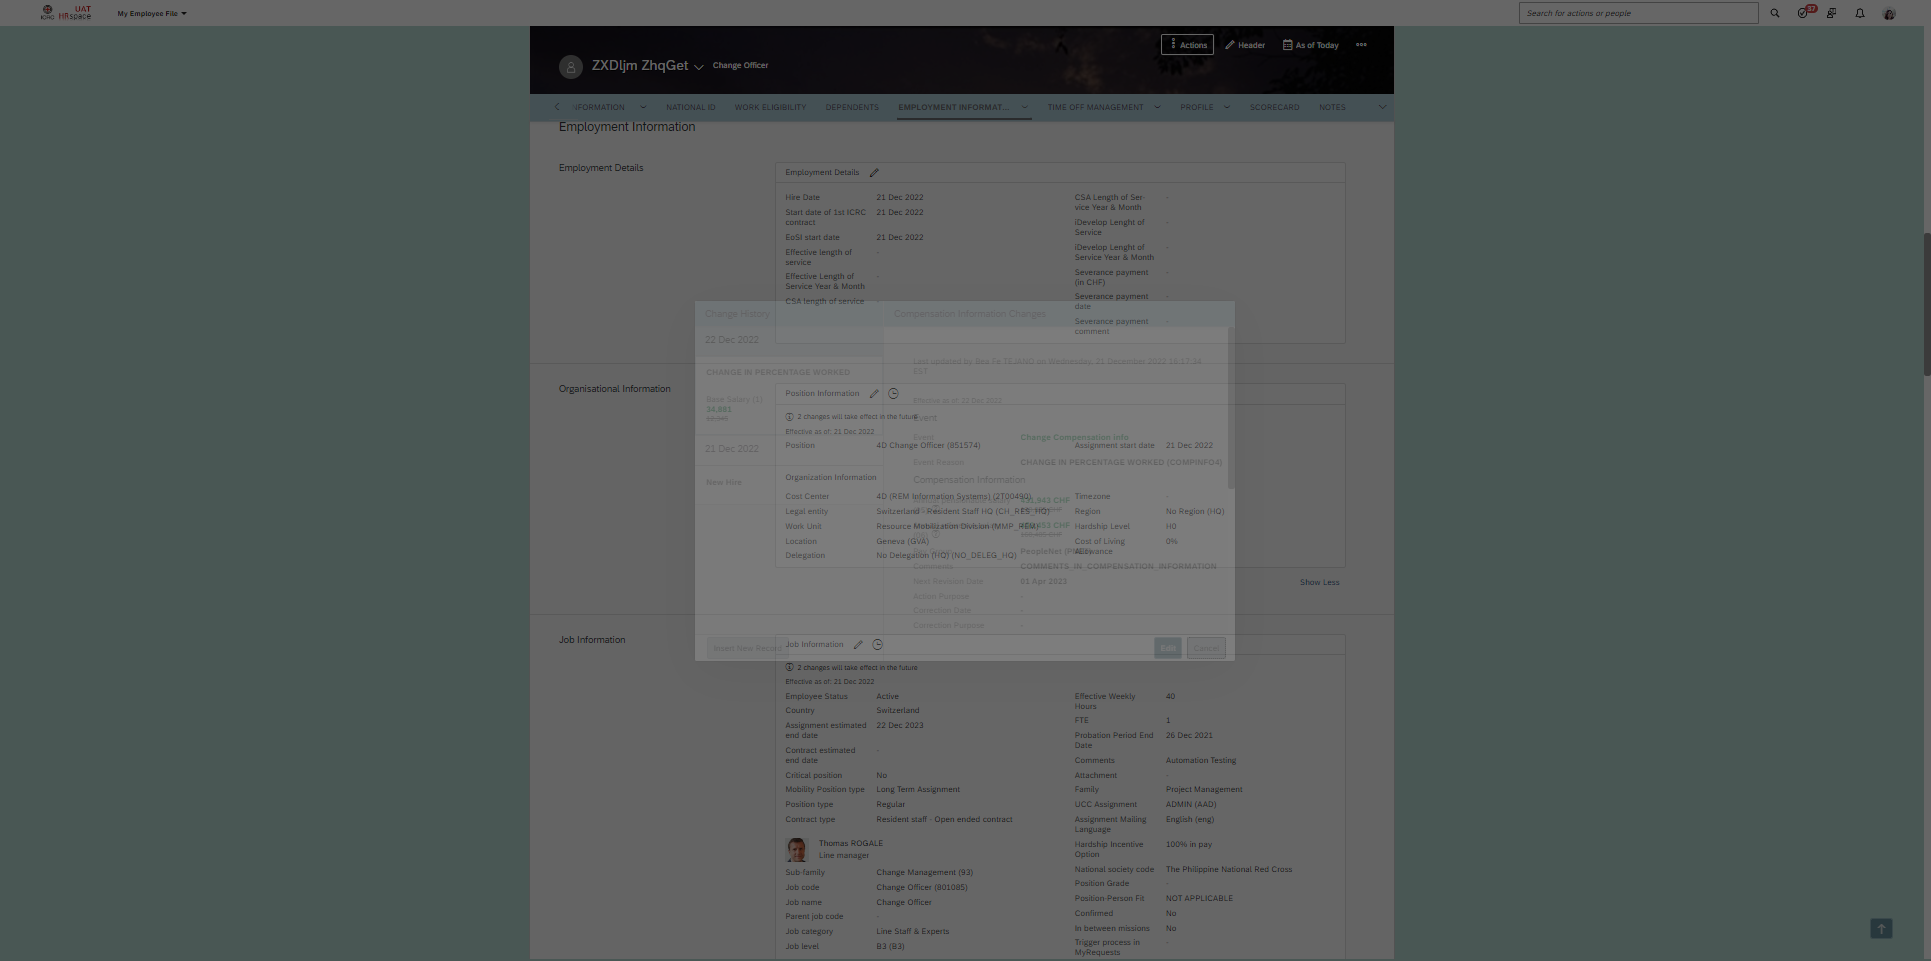 ICRC UAT HRspace My Employee File Search for actions or people 37
Actions Header As of Today
ZXDljm ZhqGet Change Officer
NATIONAL ID WORK ELIGIBILITY DEPENDENTS EMPLOYMENT INFORMAT... TIME OFF MANAGEMENT PROFILE SCORECARD NOTES
Employment Information
Employment Details
Employment Details
Hire Date 21 Dec 2022
Start date of 1st ICRC contract 21 Dec 2022
EoSI start date 21 Dec 2022
Effective length of service -
Effective Length of Service Year & Month -
CSA length of service -
CSA Length of Ser-
vice Year & Month -
iDevelop Lenght of Service -
iDevelop Lenght of Service Year & Month -
Severance payment (in CHF) -
Severance payment date -
Severance payment comment -
Change History
22 Dec 2022
CHANGE IN PERCENTAGE WORKED
Base Salary (1)
34,881
21 Dec 2022
New Hire
Insert New Record
Compensation Information Changes
Last updated by Bea Fe TEJANO on Wednesday, 21 December 2022 10:17:34 EST
Effective as of: 22 Dec 2022
Event
Event Change Compensation info
Event Reason CHANGE IN PERCENTAGE WORKED (COMPINFO4)
Compensation Information
Comments COMMENTS_IN_COMPENSATION_INFORMATION
Next Revision Date 01 Apr 2023
Action Purpose -
Correction Date -
Correction Purpose -
Edit Cancel
Organisational Information
Position Information
2 changes will take effect in the future
Effective as of: 21 Dec 2022
Position 4D Change Officer (851574)
Assignment start date 21 Dec 2022
Organization Information
Cost Center 4D (REM Information Systems) (2T00490)
Legal entity Switzerland - Resident Staff HQ (CH_RES_HQ)
Work Unit Resource Mobilization Division (MMP_REM)
Location Geneva (GVA)
Delegation No Delegation (HQ) (NO_DELEG_HQ)
Timezone -
Region No Region (HQ)
Hardship Level H0
Cost of Living Allowance 0%
Show Less
Job Information
Job Information
2 changes will take effect in the future
Effective as of: 21 Dec 2022
Employee Status Active
Country Switzerland
Assignment estimated end date 22 Dec 2023
Contract estimated end date -
Critical position No
Mobility Position type Long Term Assignment
Position type Regular
Contract type Resident staff - Open ended contract
Thomas ROGALE
Line manager
Sub-family Change Management (93)
Job code Change Officer (801085)
Job name Change Officer
Parent job code -
Job category Line Staff & Experts
Job level B3 (B3)
Effective Weekly Hours 40
FTE 1
Probation Period End Date 26 Dec 2021
Comments Automation Testing
Attachment -
Family Project Management
UCC Assignment ADMIN (AAD)
Assignment Mailing Language English (eng)
Hardship Incentive Option 100% in pay
National society code The Philippine National Red Cross
Position Grade -
Position-Person Fit NOT APPLICABLE
Confirmed No
In between missions No
Trigger process in MyRequests -